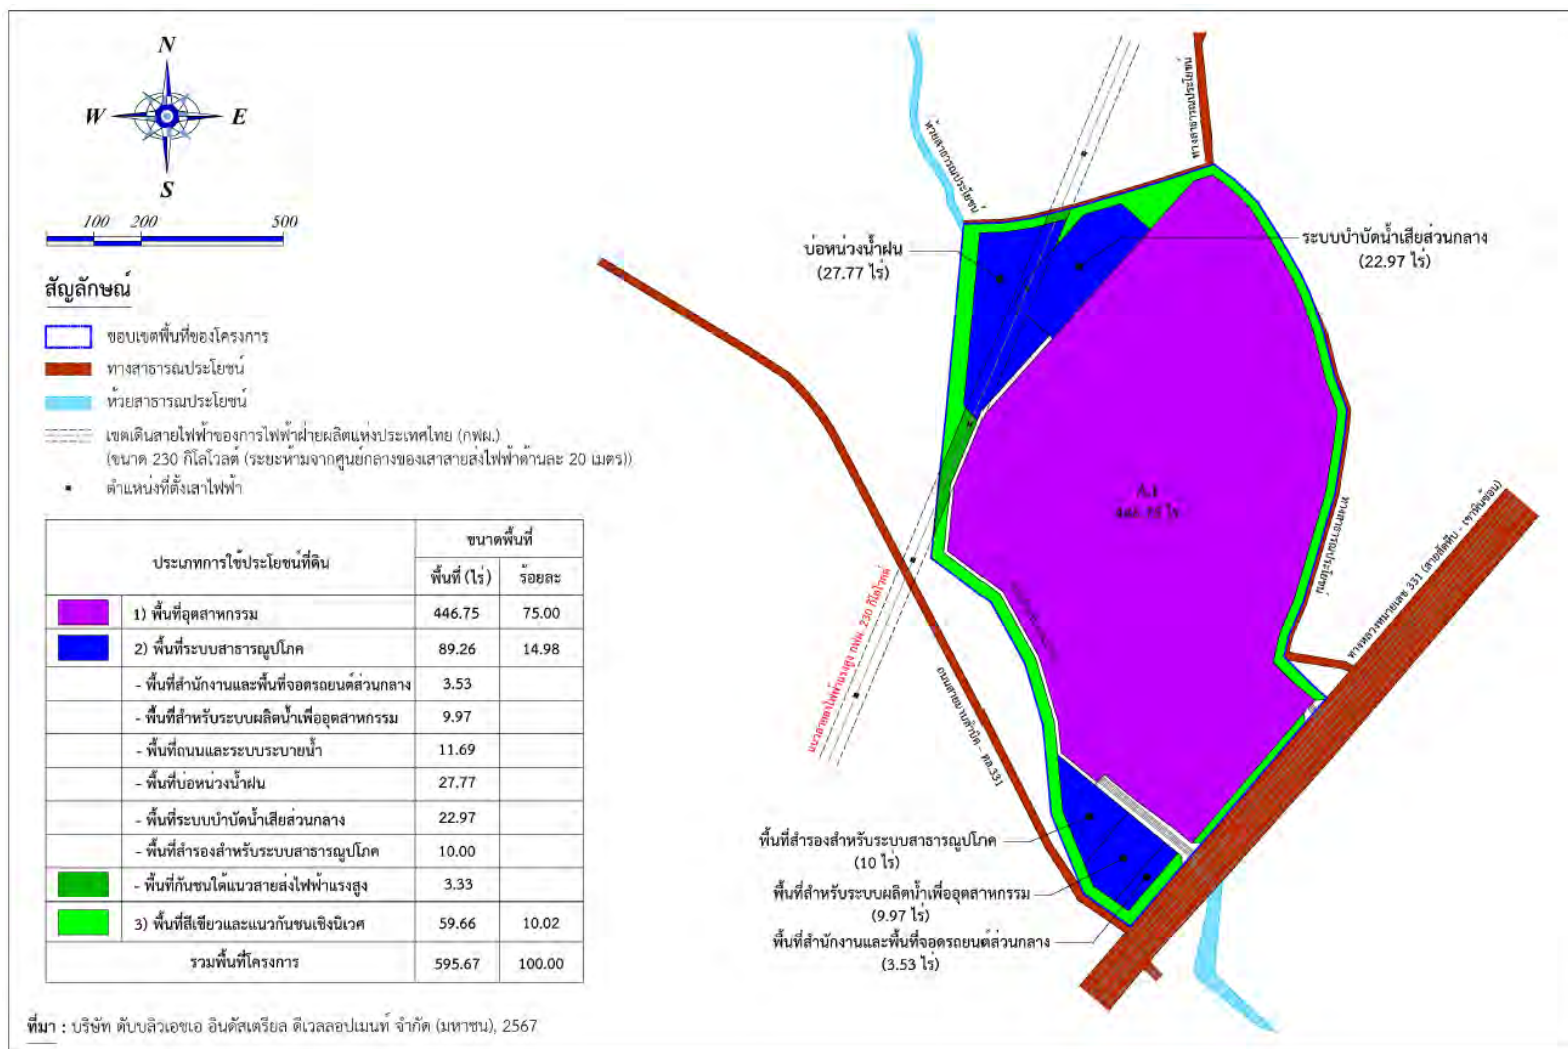 N
W
E
S
100 200 500
สัญลักษณ์
ขอบเขตพื้นที่ของโครงการ
ทางสาธารณประโยชน์
ห้วยสาธารณประโยชน์
เขตเดินสายไฟฟ้าของการไฟฟ้าฝ่ายผลิตแห่งประเทศไทย (กฟผ.)
(ขนาด 230 กิโลโวลต์ (ระยะห้ามจากศูนย์กลางของเสาสายส่งไฟฟ้าด้านละ 20 เมตร))
ตำแหน่งที่ตั้งเสาไฟฟ้า
ประเภทการใช้ประโยชน์ที่ดิน ขนาดพื้นที่
พื้นที่ (ไร่) ร้อยละ
1) พื้นที่อุตสาหกรรม 446.75 75.00
2) พื้นที่ระบบสาธารณูปโภค 89.26 14.98
- พื้นที่สำนักงานและพื้นที่จอดรถยนต์ส่วนกลาง 3.53
- พื้นที่สำหรับระบบผลิตน้ำเพื่ออุตสาหกรรม 9.97
- พื้นที่ถนนและระบบระบายน้ำ 11.69
- พื้นที่บ่อหน่วงน้ำฝน 27.77
- พื้นที่ระบบบำบัดน้ำเสียส่วนกลาง 22.97
- พื้นที่สำรองสำหรับระบบสาธารณูปโภค 10.00
- พื้นที่กันชนใต้แนวสายส่งไฟฟ้าแรงสูง 3.33
3) พื้นที่สีเขียวและแนวกันชนเชิงนิเวศ 59.66 10.02
รวมพื้นที่โครงการ 595.67 100.00
ที่มา : บริษัท ดับบลิวเอชเอ อินดัสเตรียล ดีเวลลอปเมนท์ จำกัด (มหาชน), 2567
ห้วยสาธารณประโยชน์
ทางสาธารณประโยชน์
บ่อหน่วงน้ำฝน
(27.77 ไร่)
ระบบบำบัดน้ำเสียส่วนกลาง
(22.97 ไร่)
A.1
446.75 ไร่
ทางสาธารณประโยชน์
ทางหลวงหมายเลข 331 (สายสัตหีบ - เขาหินซ้อน)
230 กิโลโวลต์
พื้นที่สำรองสำหรับระบบสาธารณูปโภค
(10 ไร่)
พื้นที่สำหรับระบบผลิตน้ำเพื่ออุตสาหกรรม
(9.97 ไร่)
พื้นที่สำนักงานและพื้นที่จอดรถยนต์ส่วนกลาง
(3.53 ไร่)